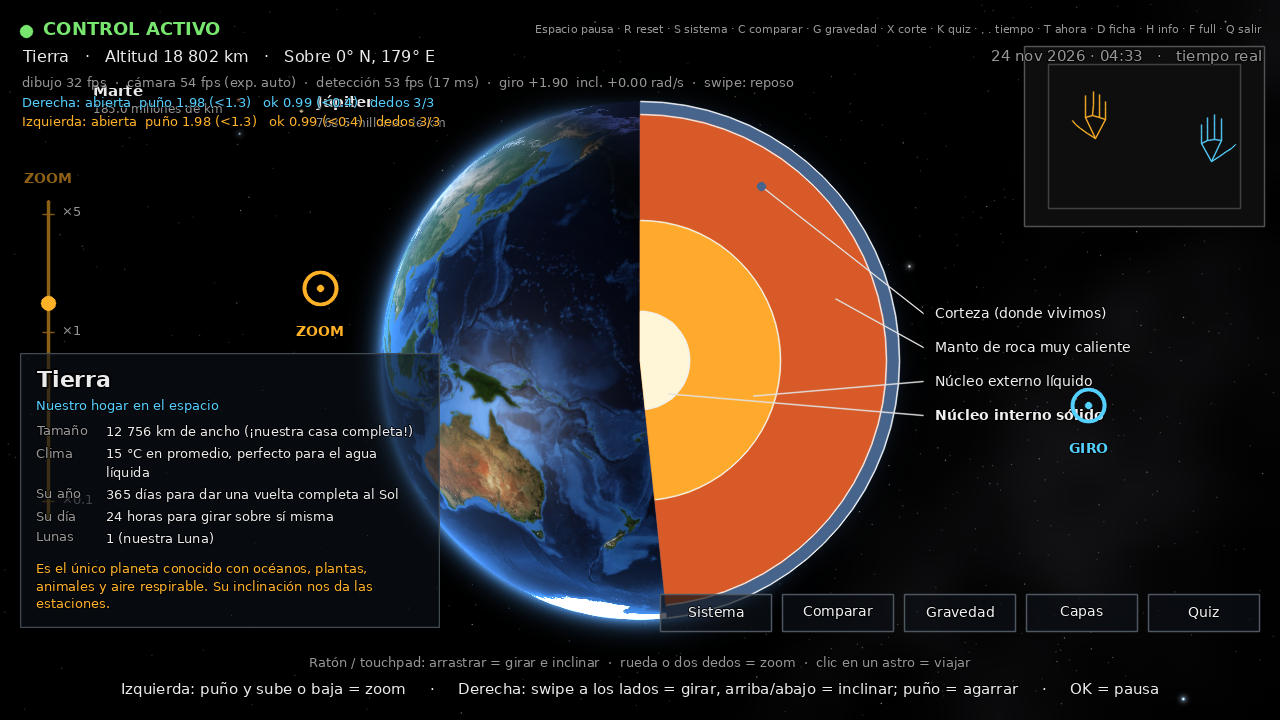 CONTROL ACTIVO
Espacio pausa · R reset · S sistema · C comparar · G gravedad · X corte · K quiz · , . tiempo · T ahora · D ficha · H info · F full · Q salir
Tierra · Altitud 18 802 km · Sobre 0° N, 179° E
24 nov 2026 · 04:33 · tiempo real
dibujo 32 fps · cámara 54 fps (exp. auto) · detección 53 fps (17 ms) · giro +1.90 incl. +0.00 rad/s · swipe: reposo
Marte
Júpiter
Derecha: abierta puño 1.98 (<1.3) ok 0.99 (<0.4) dedos 3/3
185.0 millones de km
Izquierda: abierta puño 1.98 (<1.3) ok 0.99 (<0.4) dedos 3/3
ZOOM
×5
×1
×0.1
ZOOM
Corteza (donde vivimos)
Manto de roca muy caliente
Núcleo externo líquido
Núcleo interno sólido
GIRO
Tierra
Nuestro hogar en el espacio
Tamaño 12 756 km de ancho (¡nuestra casa completa!)
Clima 15 °C en promedio, perfecto para el agua
líquida
Su año 365 días para dar una vuelta completa al Sol
Su día 24 horas para girar sobre sí misma
Lunas 1 (nuestra Luna)
Es el único planeta conocido con océanos, plantas,
animales y aire respirable. Su inclinación nos da las
estaciones.
Sistema Comparar Gravedad Capas Quiz
Ratón / touchpad: arrastrar = girar e inclinar · rueda o dos dedos = zoom · clic en un astro = viajar
Izquierda: puño y sube o baja = zoom · Derecha: swipe a los lados = girar, arriba/abajo = inclinar; puño = agarrar · OK = pausa